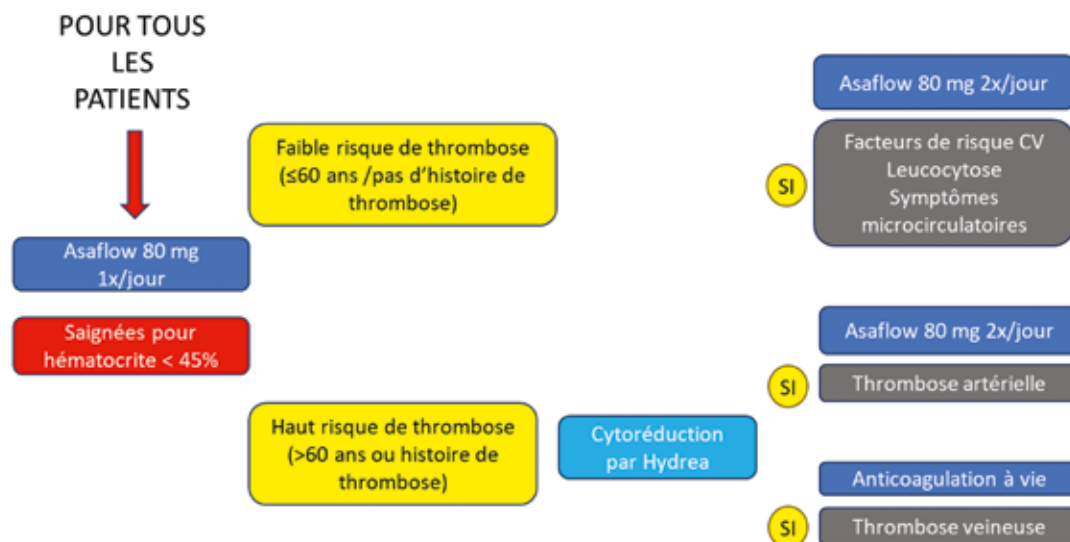 POUR TOUS
LES
PATIENTS
Asaflow 80 mg
1x/jour
Saignées pour
hématocrite < 45%
Faible risque de thrombose
(≤60 ans /pas d'histoire de
thrombose)
SI
Asaflow 80 mg 2x/jour
Facteurs de risque CV
Leucocytose
Symptômes
microcirculatoires
Haut risque de thrombose
(>60 ans ou histoire de
thrombose)
Cytoréduction
par Hydrea
Asaflow 80 mg 2x/jour
SI
Thrombose artérielle
Anticoagulation à vie
SI
Thrombose veineuse